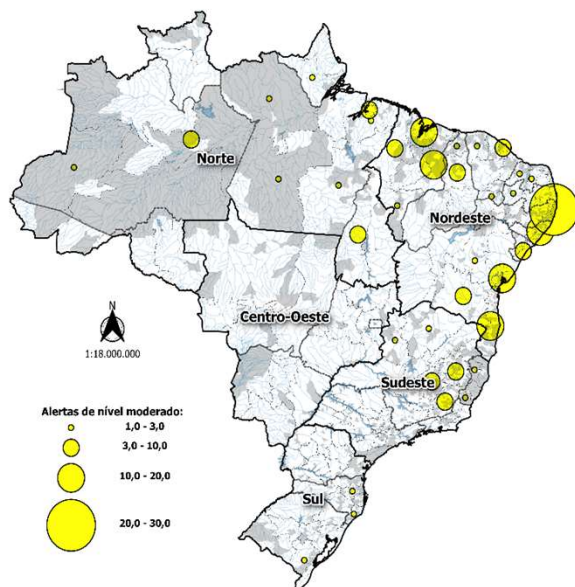 Norte
Nordeste
Centro-Oeste
N
1:18.000.000
Sudeste
Alertas de nível moderado:
1,0 - 3,0
3,0 - 10,0
10,0 - 20,0
20,0 - 30,0
Sul